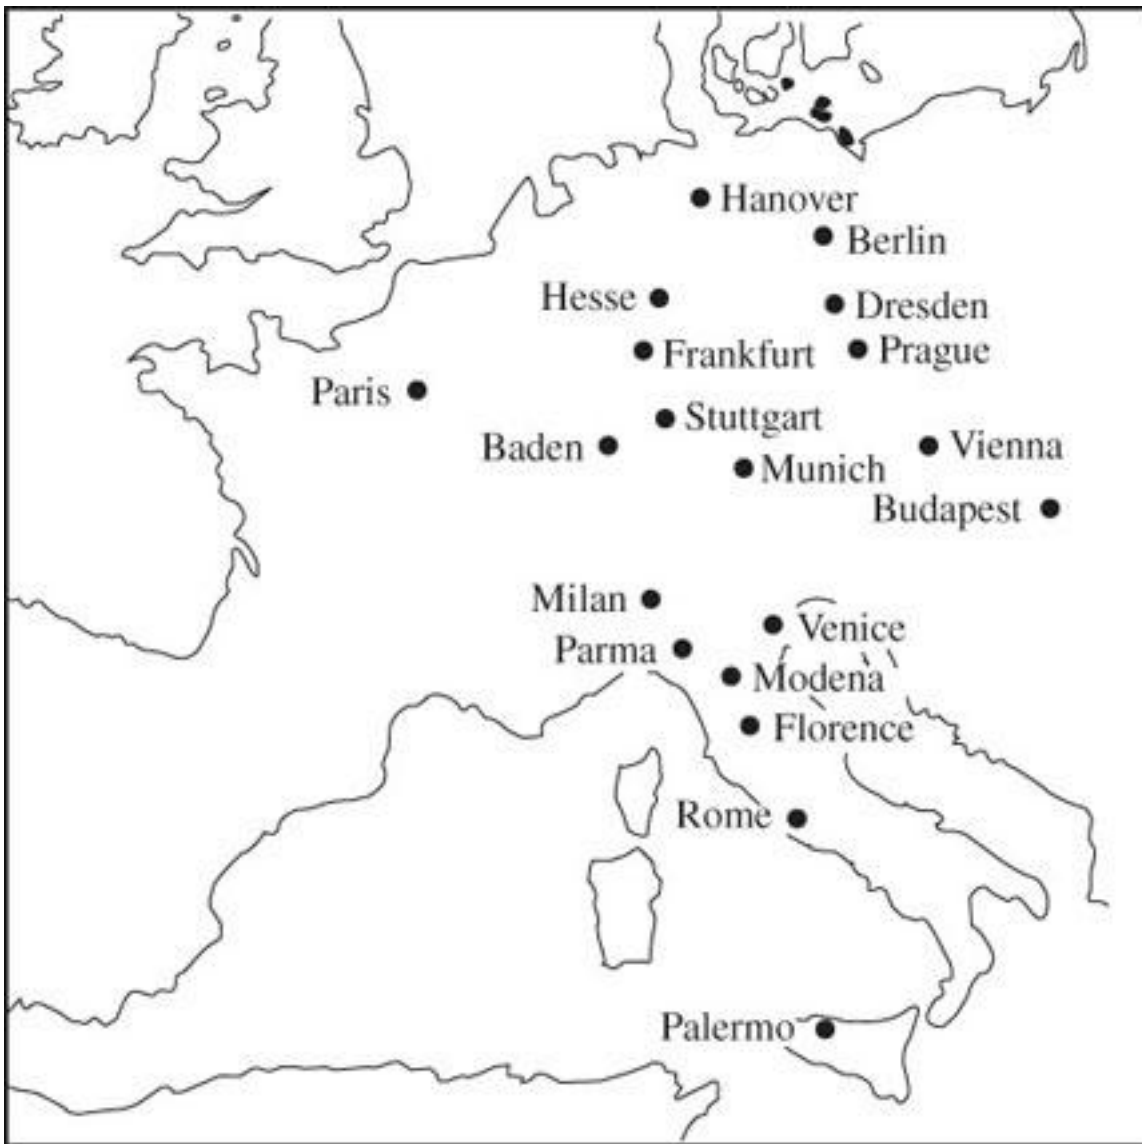 Hanover
Berlin
Hesse
Dresden
Frankfurt
Prague
Paris
Stuttgart
Baden
Vienna
Munich
Budapest
Milan
Venice
Parma
Modena
Florence
Rome
Palermo